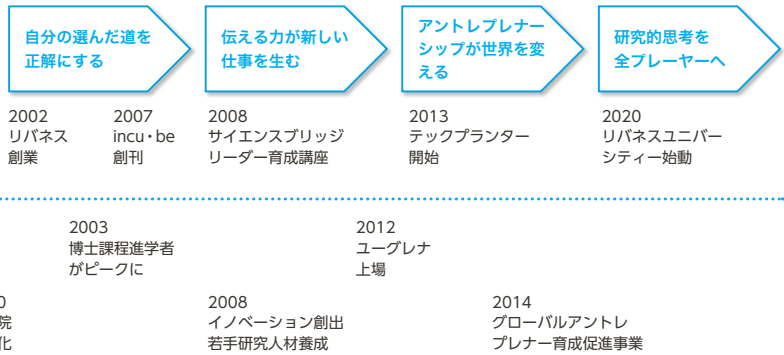 自分の選んだ道を
正解にする
伝える力が新しい
仕事を生む
アントレプレナー
シップが世界を変
える
研究的思考を
全プレーヤーへ
2002
リバネス
創業
2007
incu・be
創刊
2008
サイエンスブリッジ
リーダー育成講座
2013
テックプランター
開始
2020
リバネスユニバー
シティー始動
2003
博士課程進学者
がピークに
2012
ユーグレナ
上場
0
院
化
2008
イノベーション創出
若手研究人材養成
2014
グローバルアントレ
プレナー育成促進事業